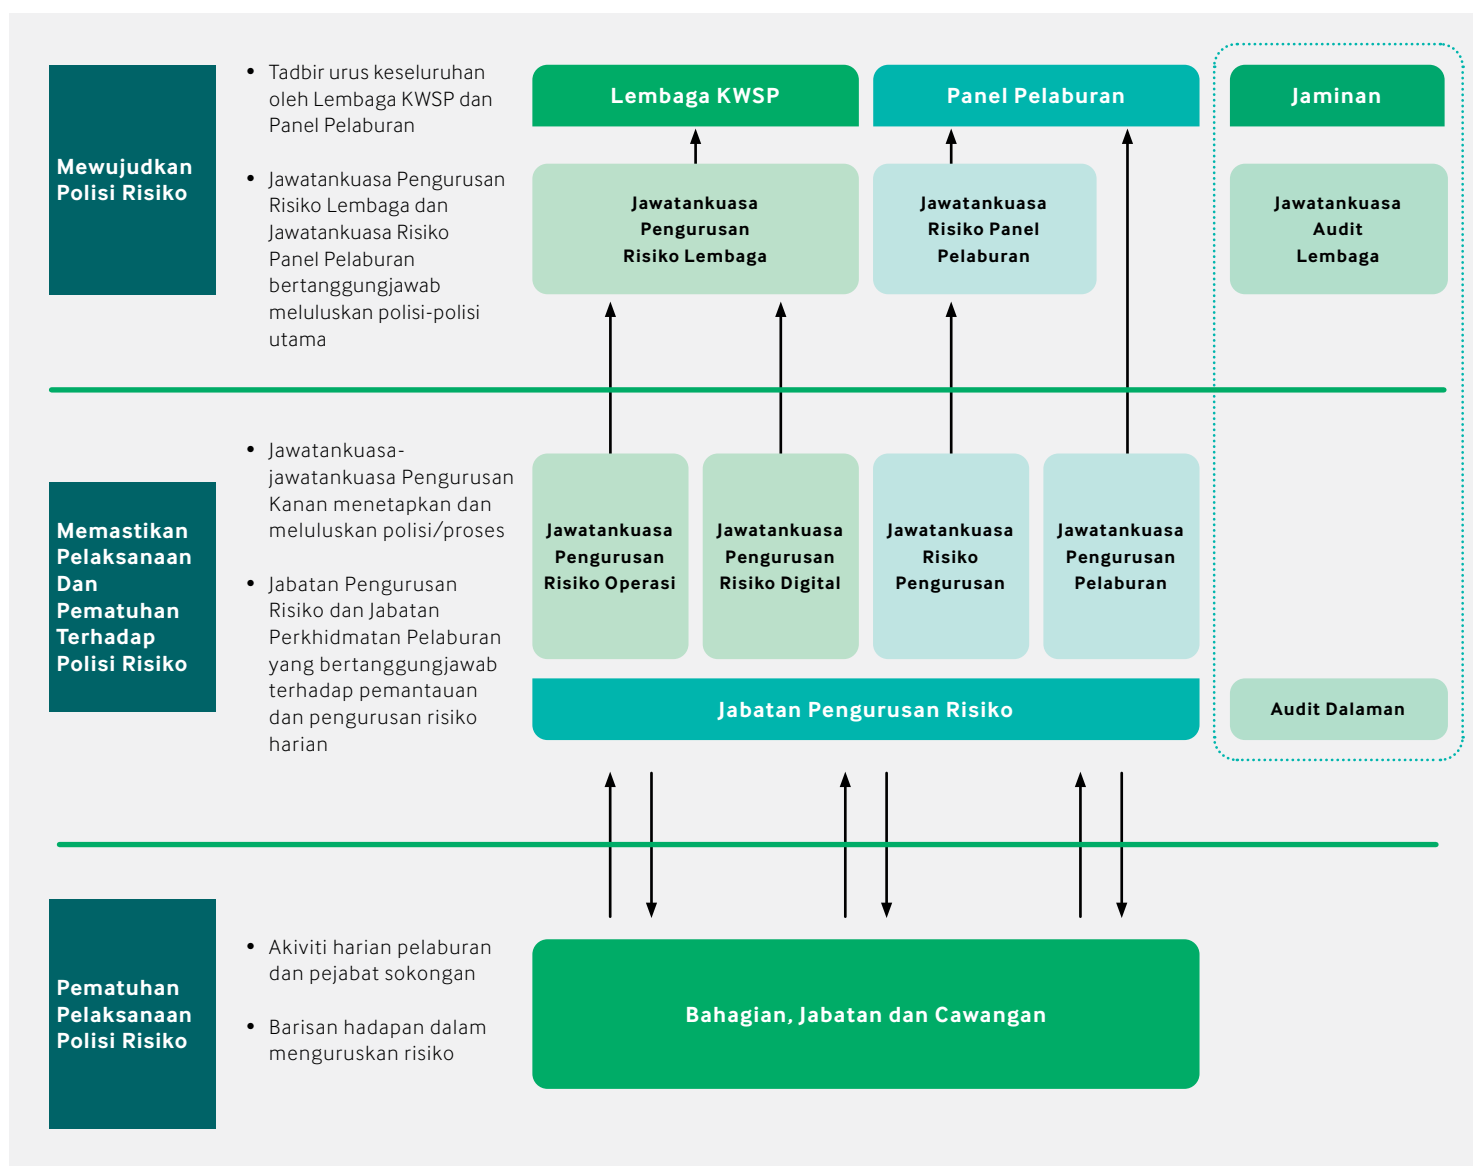 Mewujudkan
Polisi Risiko
• Tadbir urus keseluruhan
oleh Lembaga KWSP dan
Panel Pelaburan
• Jawatankuasa Pengurusan
Risiko Lembaga dan
Jawatankuasa Risiko
Panel Pelaburan
bertanggungjawab
meluluskan polisi-polisi
utama
Lembaga KWSP
Panel Pelaburan
Jaminan
Jawatankuasa
Pengurusan
Risiko Lembaga
Jawatankuasa
Risiko Panel
Pelaburan
Jawatankuasa
Audit
Lembaga
Memastikan
Pelaksanaan
Dan
Pematuhan
Terhadap
Polisi Risiko
• Jawatankuasa-
jawatankuasa Pengurusan
Kanan menetapkan dan
meluluskan polisi/proses
• Jabatan Pengurusan
Risiko dan Jabatan
Perkhidmatan Pelaburan
yang bertanggungjawab
terhadap pemantauan
dan pengurusan risiko
harian
Jawatankuasa
Pengurusan
Risiko Operasi
Jawatankuasa
Pengurusan
Risiko Digital
Jawatankuasa
Risiko
Pengurusan
Jawatankuasa
Pengurusan
Pelaburan
Jabatan Pengurusan Risiko
Audit Dalaman
Pematuhan
Pelaksanaan
Polisi Risiko
• Akiviti harian pelaburan
dan pejabat sokongan
• Barisan hadapan dalam
menguruskan risiko
Bahagian, Jabatan dan Cawangan